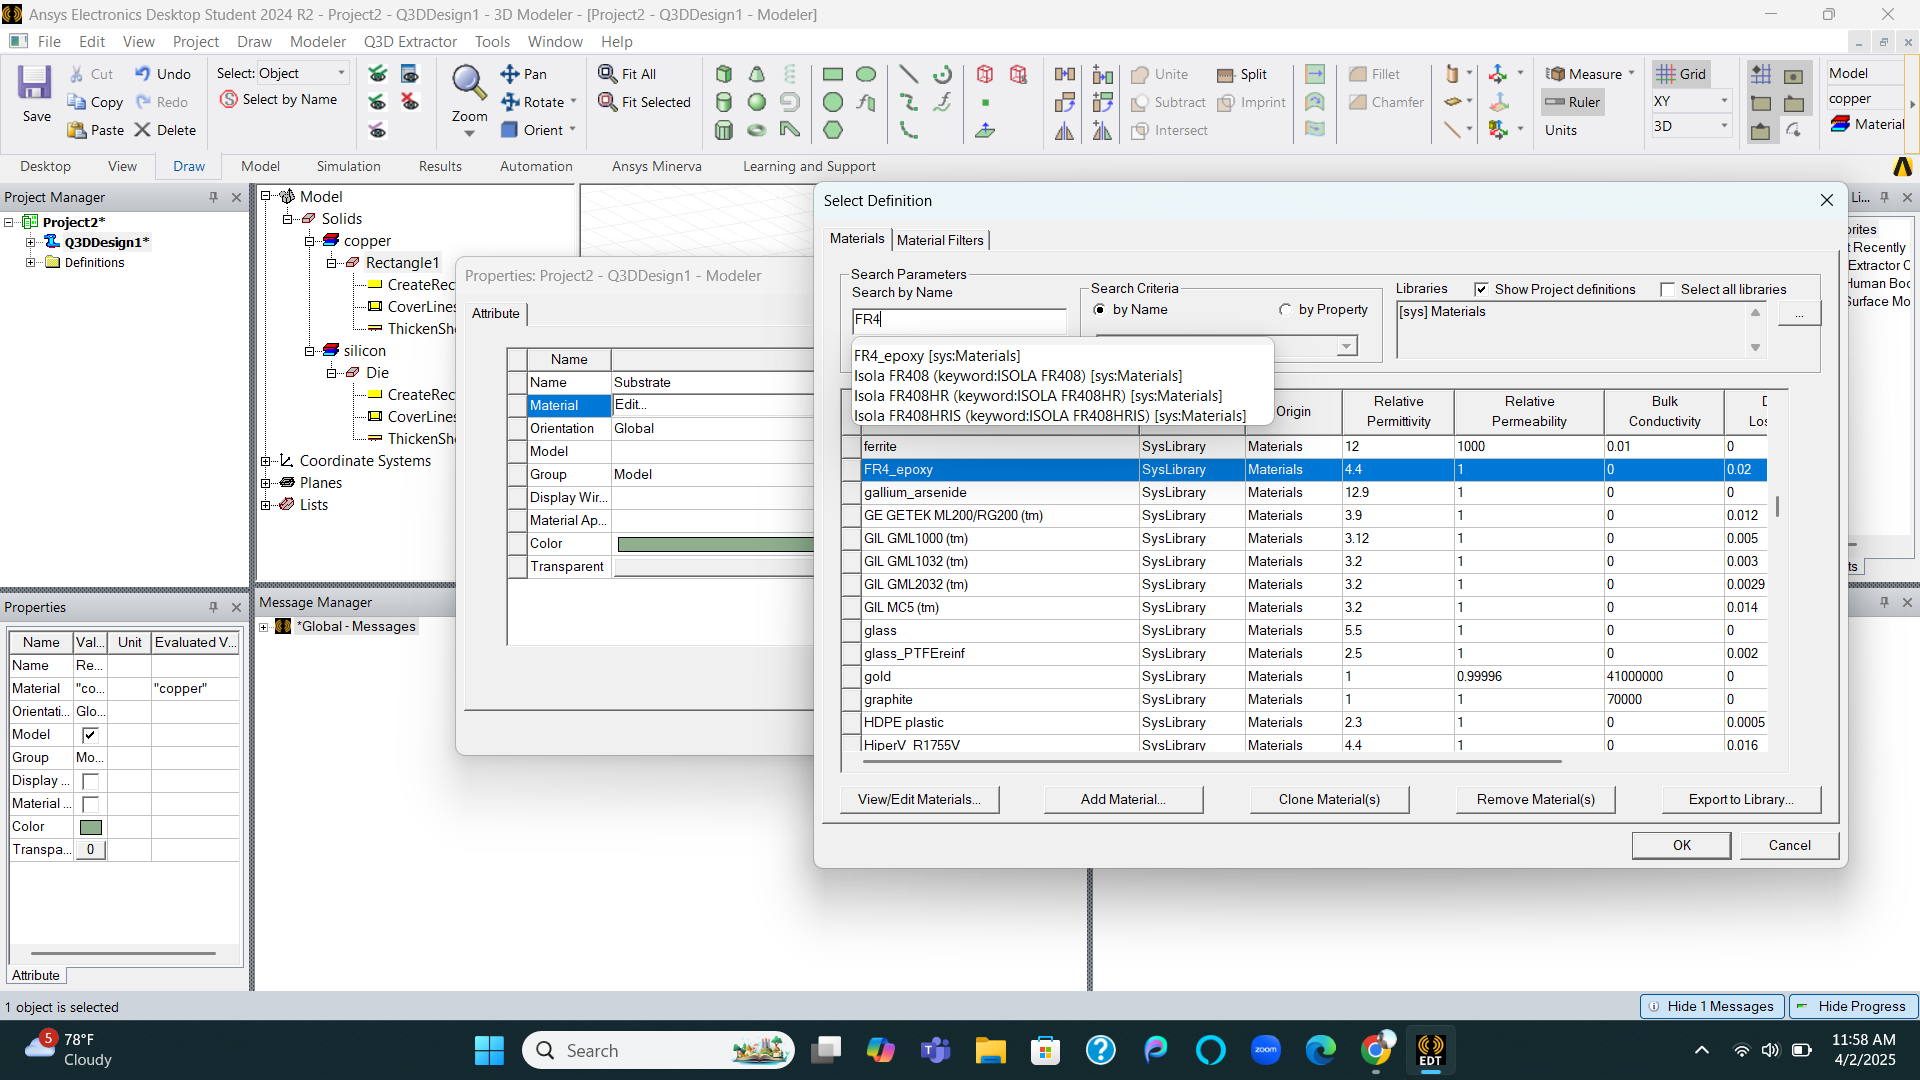 Ansys Electronics Desktop Student 2024 R2 - Project2 - Q3DDesign1 - 3D Modeler - [Project2 - Q3DDesign1 - Modeler]
File Edit View Project Draw Modeler Q3D Extractor Tools Window Help
Save
Cut
Copy
Paste
Undo
Redo
Delete
Select: Object
Select by Name
Zoom
Pan
Rotate
Orient
Fit All
Fit Selected
Unite
Subtract
Intersect
Split
Imprint
Fillet
Chamfer
Measure
Ruler
Units
Grid
XY
3D
Model
copper
Material
Desktop View Draw Model Simulation Results Automation Ansys Minerva Learning and Support
Project Manager
Project2*
Q3DDesign1*
Definitions
Model
Solids
copper
Rectangle1
CreateRec
CoverLines
ThickenShe
silicon
Die
CreateRec
CoverLines
ThickenShe
Coordinate Systems
Planes
Lists
Properties: Project2 - Q3DDesign1 - Modeler
Attribute
Name
Name Substrate
Material Edit...
Orientation Global
Model
Group Model
Display Wir...
Material Ap...
Color
Transparent
Select Definition
Materials Material Filters
Search Parameters
Search by Name
FR4
FR4_epoxy [sys:Materials]
Isola FR408 (keyword:ISOLA FR408) [sys:Materials]
Isola FR408HR (keyword:ISOLA FR408HR) [sys:Materials]
Isola FR408HRIS (keyword:ISOLA FR408HRIS) [sys:Materials]
Search Criteria
by Name by Property
Libraries Show Project definitions Select all libraries
[sys] Materials
...
Origin Relative Permittivity Relative Permeability Bulk Conductivity D Los
ferrite SysLibrary Materials 12 1000 0.01 0
FR4_epoxy SysLibrary Materials 4.4 1 0 0.02
gallium_arsenide SysLibrary Materials 12.9 1 0 0
GE GETEK ML200/RG200 (tm) SysLibrary Materials 3.9 1 0 0.012
GIL GML1000 (tm) SysLibrary Materials 3.12 1 0 0.005
GIL GML1032 (tm) SysLibrary Materials 3.2 1 0 0.003
GIL GML2032 (tm) SysLibrary Materials 3.2 1 0 0.0029
GIL MC5 (tm) SysLibrary Materials 3.2 1 0 0.014
glass SysLibrary Materials 5.5 1 0 0
glass_PTFEreinf SysLibrary Materials 2.5 1 0 0.002
gold SysLibrary Materials 1 0.99996 41000000 0
graphite SysLibrary Materials 1 1 70000 0
HDPE plastic SysLibrary Materials 2.3 1 0 0.0005
HiperV_R1755V SysLibrary Materials 4.4 1 0 0.016
View/Edit Materials... Add Material... Clone Material(s) Remove Material(s) Export to Library...
OK Cancel
Li...
orites
t Recently
Extractor C
Human Boo
Surface Mo
ts
Properties
Name Val... Unit Evaluated V...
Name Re...
Material "co... "copper"
Orientati... Glo...
Model
Group Mo...
Display ...
Material ...
Color
Transpa... 0
Attribute
Message Manager
*Global - Messages
1 object is selected
Hide 1 Messages Hide Progress
5
78°F
Cloudy
Search
zoom
EDT
11:58 AM
4/2/2025